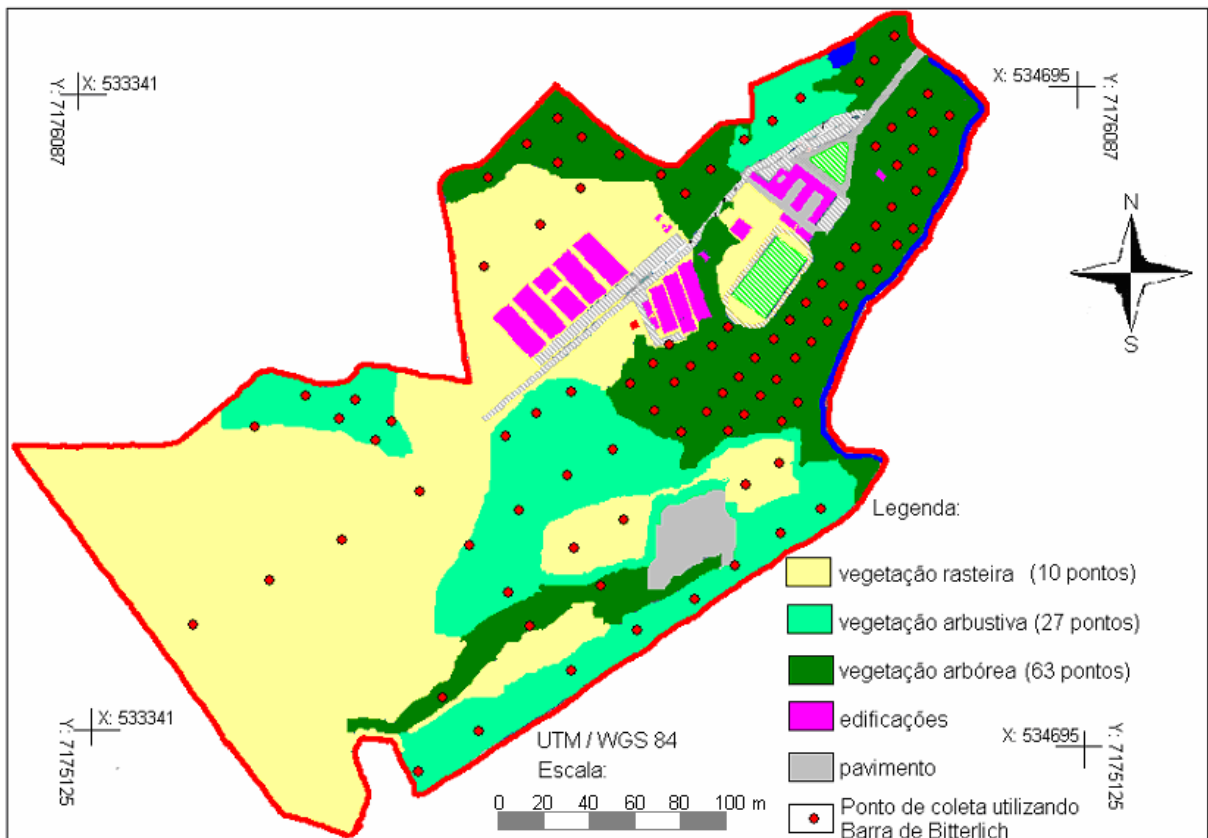 X: 533341
Y: 7176087
X: 534695
Y: 7176087
N
S
Legenda:
vegetação rasteira (10 pontos)
vegetação arbustiva (27 pontos)
vegetação arbórea (63 pontos)
edificações
pavimento
Ponto de coleta utilizando
Barra de Bitterlich
X: 533341
Y: 7175125
X: 534695
Y: 7175125
UTM / WGS 84
Escala:
0 20 40 60 80 100 m